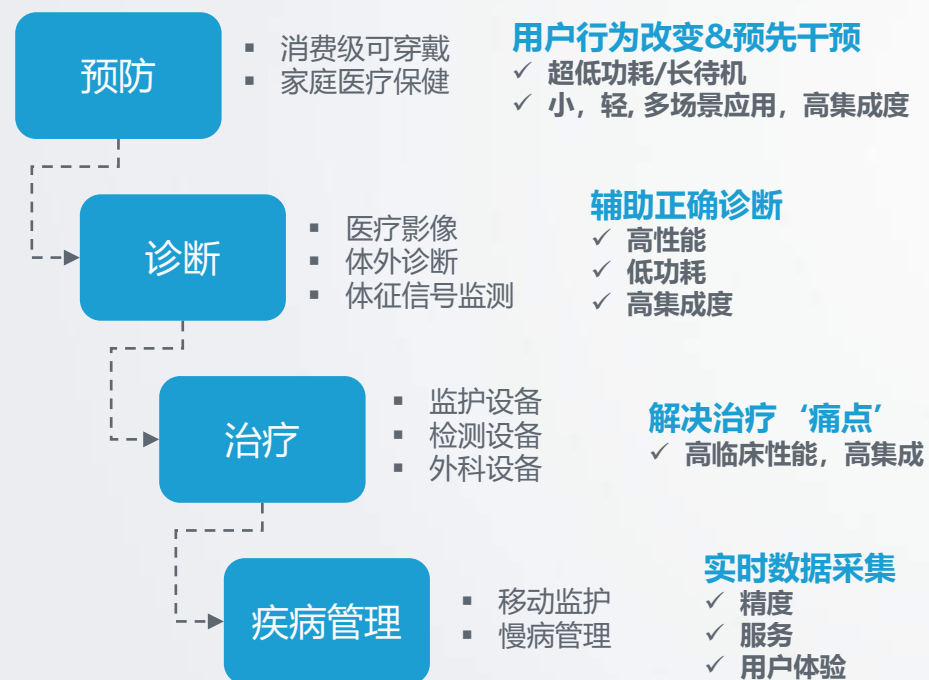 预防
▪ 消费级可穿戴
▪ 家庭医疗保健
用户行为改变&预先干预
✓ 超低功耗/长待机
✓ 小，轻, 多场景应用，高集成度
诊断
▪ 医疗影像
▪ 体外诊断
▪ 体征信号监测
辅助正确诊断
✓ 高性能
✓ 低功耗
✓ 高集成度
治疗
▪ 监护设备
▪ 检测设备
▪ 外科设备
解决治疗‘痛点’
✓ 高临床性能，高集成
疾病管理
▪ 移动监护
▪ 慢病管理
实时数据采集
✓ 精度
✓ 服务
✓ 用户体验